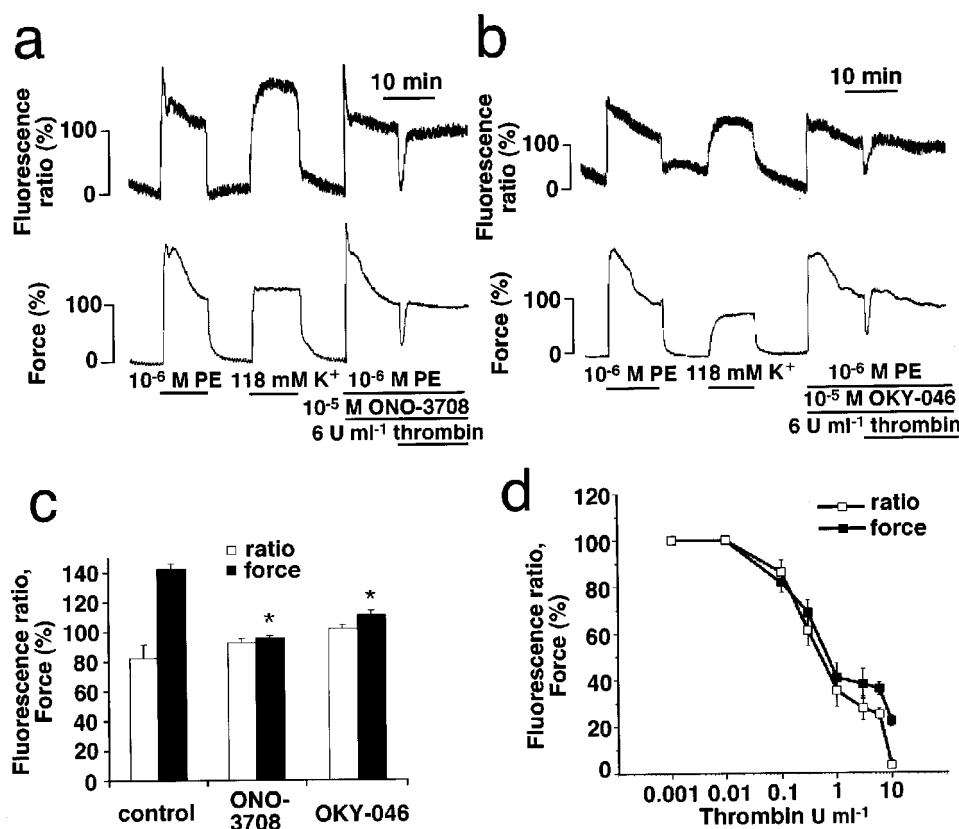 a
10 min
Fluorescence ratio (%)
100
0
Force (%)
100
0
10⁻⁶ M PE 118 mM K⁺ 10⁻⁶ M PE
10⁻⁵ M ONO-3708
6 U ml⁻¹ thrombin
b
10 min
Fluorescence ratio (%)
100
0
Force (%)
100
0
10⁻⁶ M PE 118 mM K⁺ 10⁻⁶ M PE
10⁻⁵ M OKY-046
6 U ml⁻¹ thrombin
c
ratio
force
Fluorescence ratio,
Force (%)
140
120
100
80
60
40
20
0
*
*
control
ONO-
3708
OKY-046
d
ratio
force
Fluorescence ratio,
Force (%)
120
100
80
60
40
20
0
0.001 0.01 0.1 1 10
Thrombin U ml⁻¹